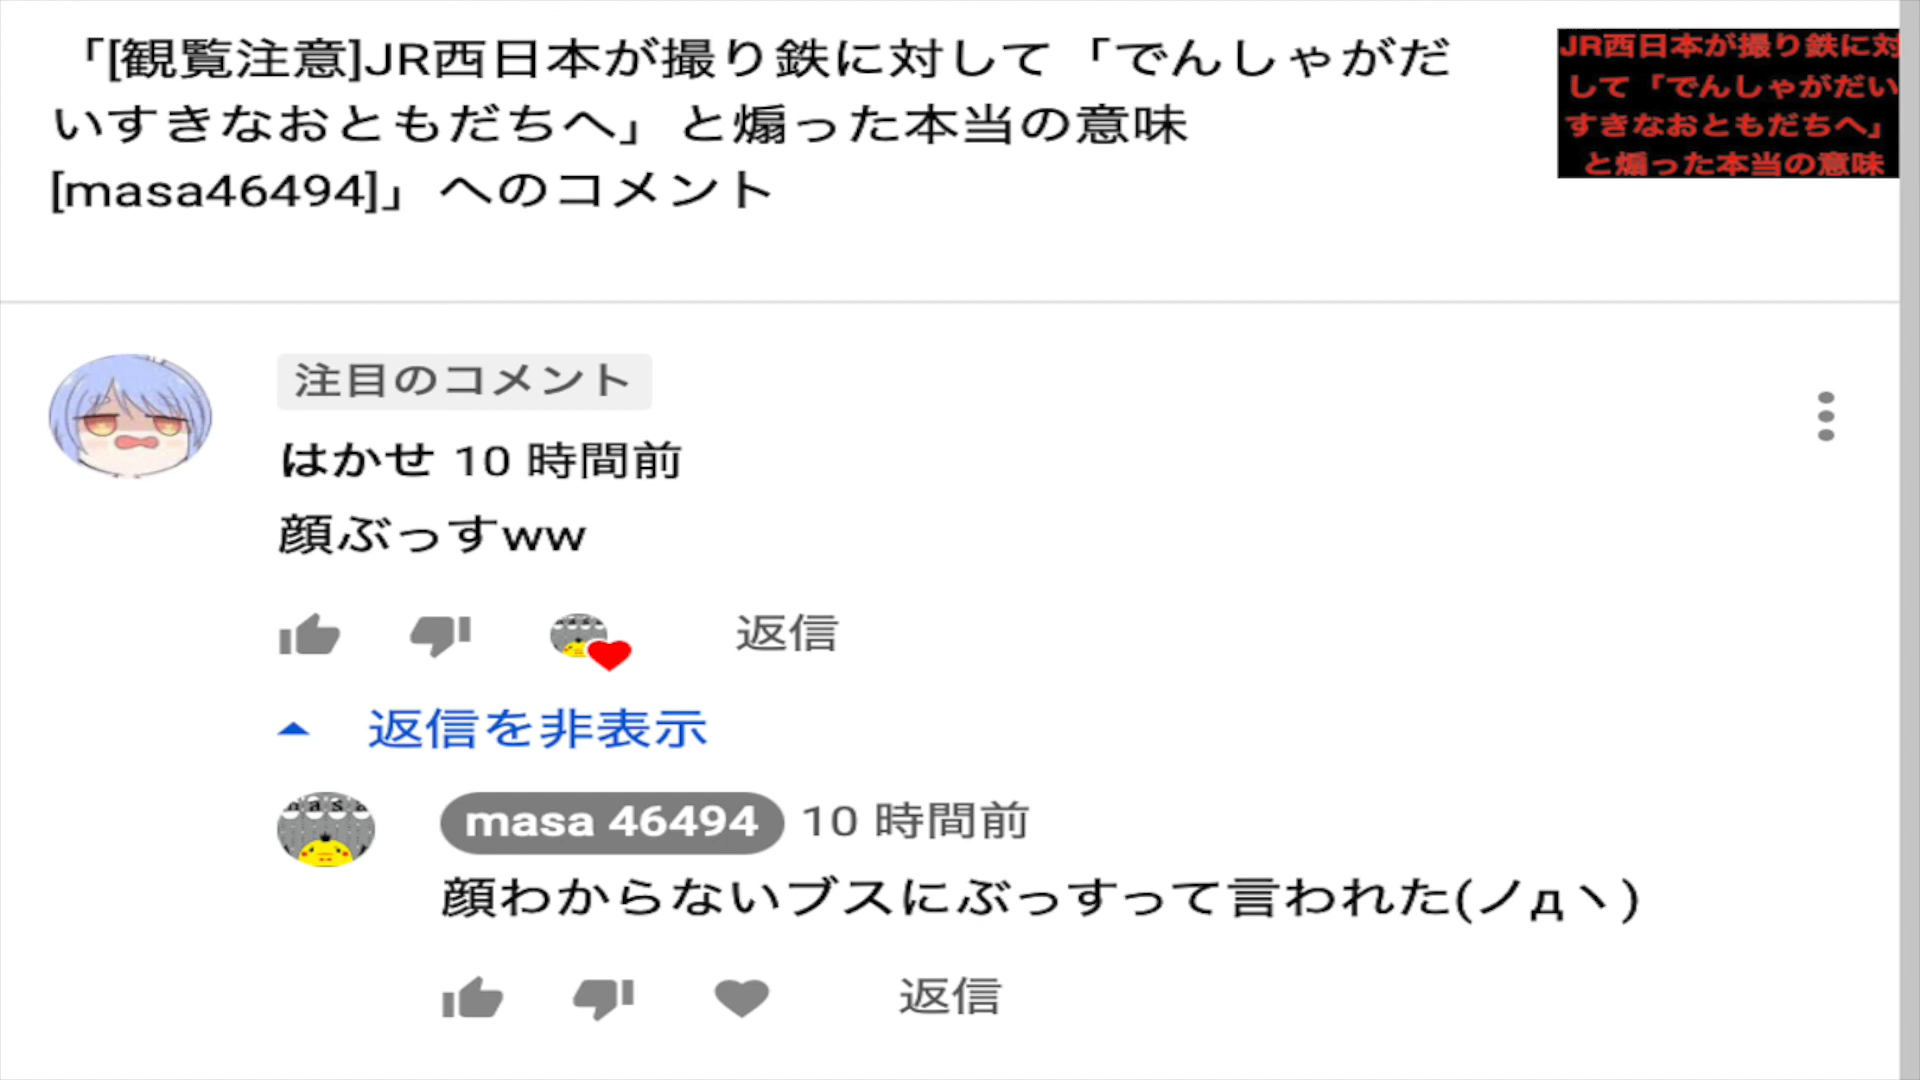 「[観覧注意]JR西日本が撮り鉄に対して「でんしゃがだ
いすきなおともだちへ」と煽った本当の意味
[masa46494]」へのコメント
JR西日本が撮り鉄に対
して「でんしゃがだい
すきなおともだちへ」
と煽った本当の意味
注目のコメント
はかせ 10 時間前
顔ぶっすww
返信
返信を非表示
masa
masa 46494 10 時間前
顔わからないブスにぶっすって言われた(ノдヽ)
返信